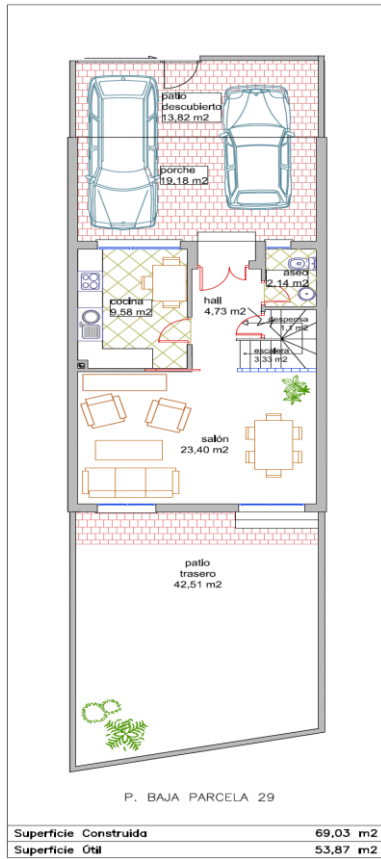 patio
descubierto
13,82 m2
porche
19,18 m2
aseo
2,14 m2
cocina
9,58 m2
hall
4,73 m2
despensa
1,1 m2
escalera
3,33 m2
salón
23,40 m2
patio
trasero
42,51 m2
P. BAJA PARCELA 29
Superficie Construida 69,03 m2
Superficie Útil 53,87 m2